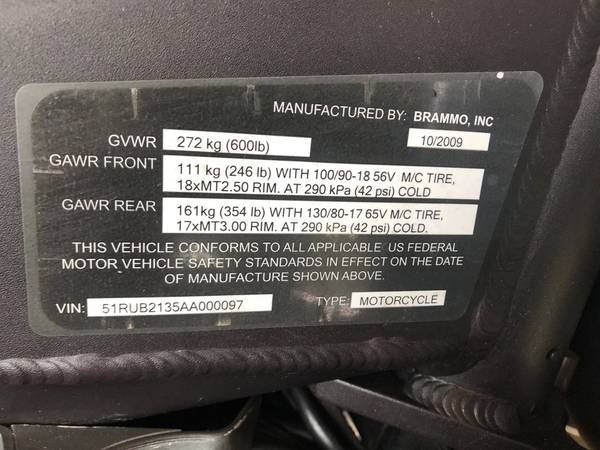 MANUFACTURED BY: BRAMMO, INC
GVWR 272 kg (600lb) 10/2009
GAWR FRONT 111 kg (246 lb) WITH 100/90-18 56V M/C TIRE,
18xMT2.50 RIM. AT 290 kPa (42 psi) COLD
GAWR REAR 161kg (354 lb) WITH 130/80-17 65V M/C TIRE,
17xMT3.00 RIM. AT 290 kPa (42 psi) COLD.
THIS VEHICLE CONFORMS TO ALL APPLICABLE US FEDERAL
MOTOR VEHICLE SAFETY STANDARDS IN EFFECT ON THE DATE
OF MANUFACTURE SHOWN ABOVE.
VIN: 51RUB2135AA000097 TYPE: MOTORCYCLE